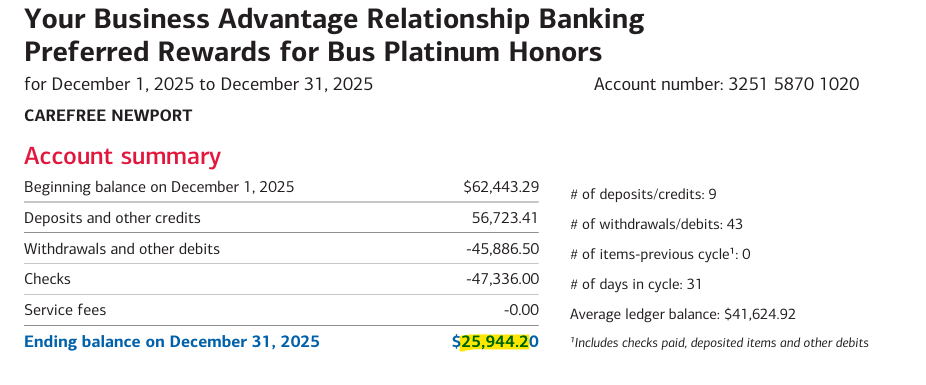 Your Business Advantage Relationship Banking
Preferred Rewards for Bus Platinum Honors
for December 1, 2025 to December 31, 2025 Account number: 3251 5870 1020
CAREFREE NEWPORT
Account summary
Beginning balance on December 1, 2025 $62,443.29
Deposits and other credits 56,723.41
Withdrawals and other debits -45,886.50
Checks -47,336.00
Service fees -0.00
Ending balance on December 31, 2025 $25,944.20
# of deposits/credits: 9
# of withdrawals/debits: 43
# of items-previous cycle¹: 0
# of days in cycle: 31
Average ledger balance: $41,624.92
¹Includes checks paid, deposited items and other debits